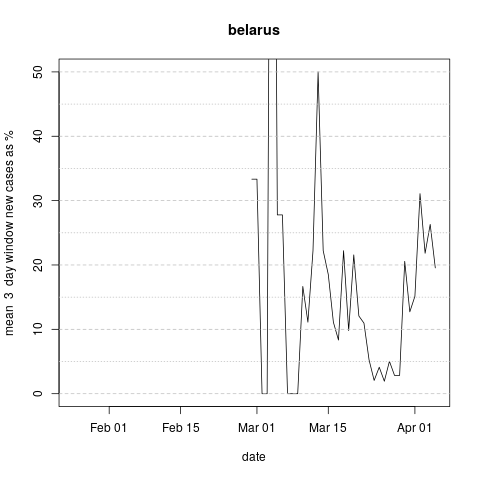 belarus
mean  3  day window new cases as %
50
40
30
20
10
0
Feb 01
Feb 15
Mar 01
Mar 15
Apr 01
date